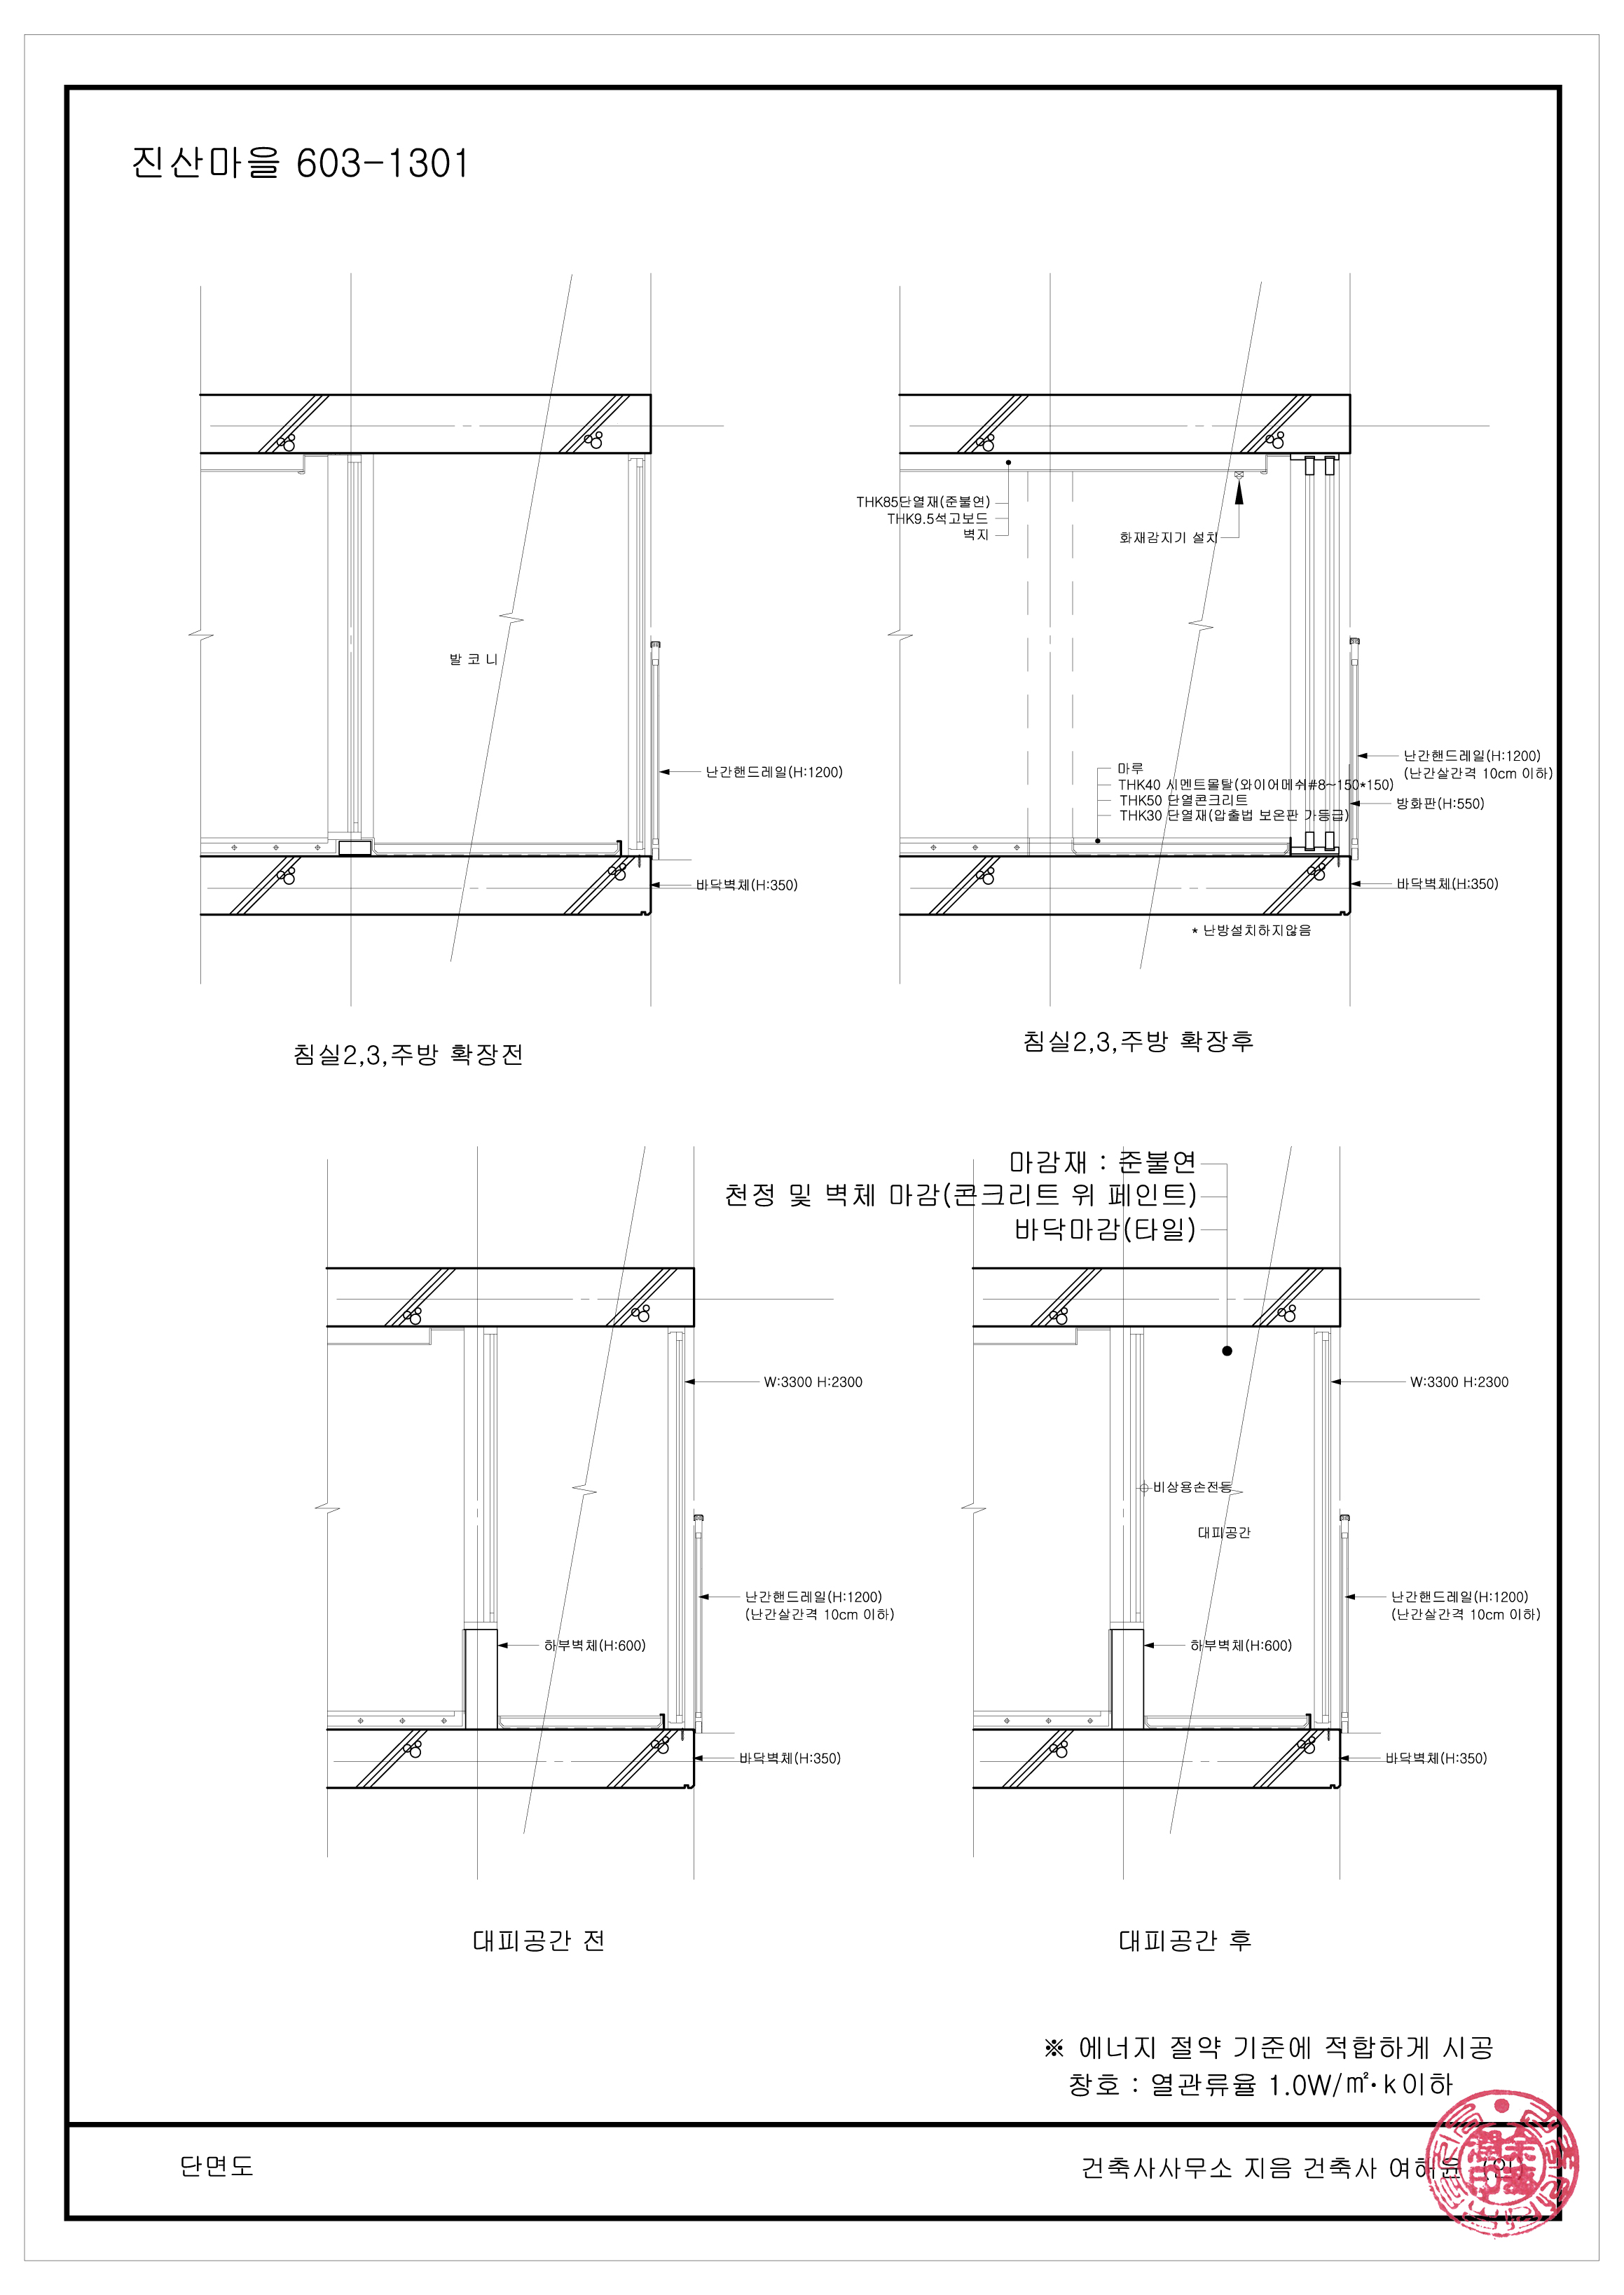 진산마을 603-1301
발 코 니
난간핸드레일(H:1200)
바닥벽체(H:350)
침실2,3,주방 확장전
THK85단열재(준불연)
THK9.5석고보드
벽지
화재감지기 설치
마루
THK40 시멘트몰탈(와이어메쉬#8~150*150)
THK50 단열콘크리트
THK30 단열재(압출법 보온판 가등급)
난간핸드레일(H:1200)
(난간살간격 10cm 이하)
방화판(H:550)
바닥벽체(H:350)
* 난방설치하지않음
침실2,3,주방 확장후
W:3300 H:2300
난간핸드레일(H:1200)
(난간살간격 10cm 이하)
하부벽체(H:600)
바닥벽체(H:350)
대피공간 전
마감재 : 준불연
천정 및 벽체 마감(콘크리트 위 페인트)
바닥마감(타일)
W:3300 H:2300
비상용손전등
대피공간
난간핸드레일(H:1200)
(난간살간격 10cm 이하)
하부벽체(H:600)
바닥벽체(H:350)
대피공간 후
※ 에너지 절약 기준에 적합하게 시공
창호 : 열관류율 1.0W/㎡·k이하
단면도
건축사사무소 지음 건축사 여하윤 (인)